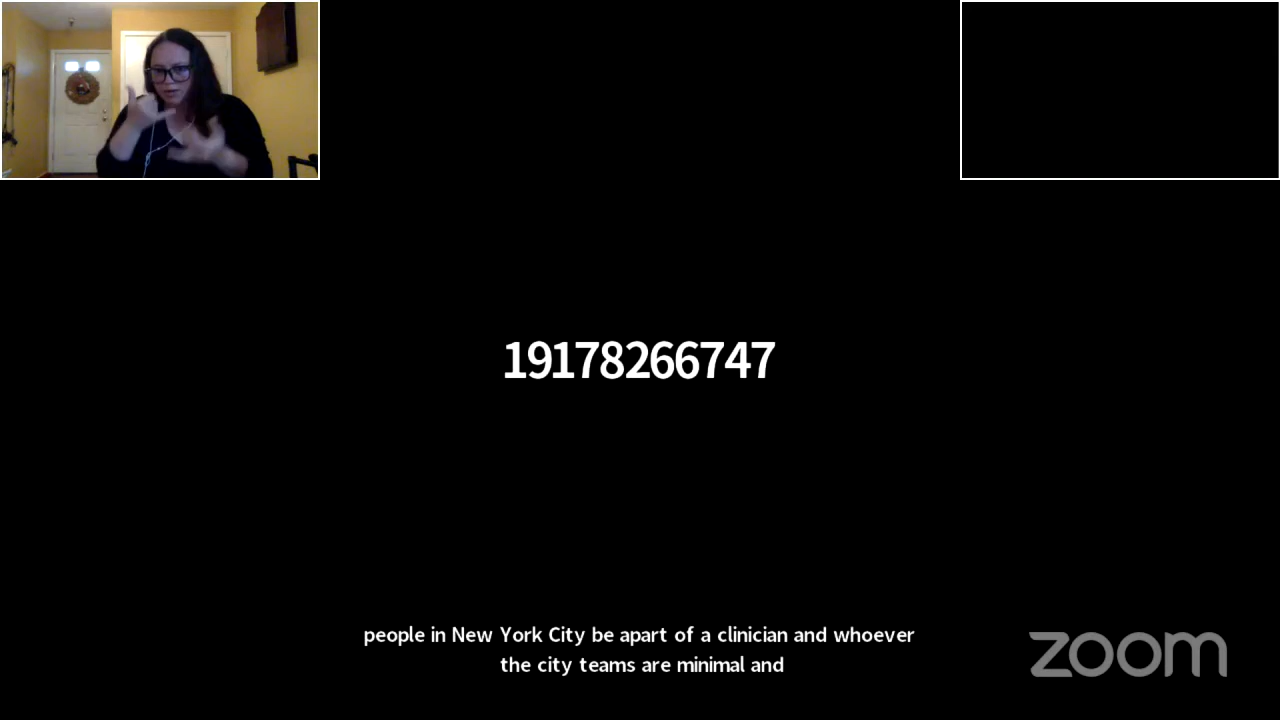 19178266747
people in New York City be apart of a clinician and whoever
the city teams are minimal and
zoom